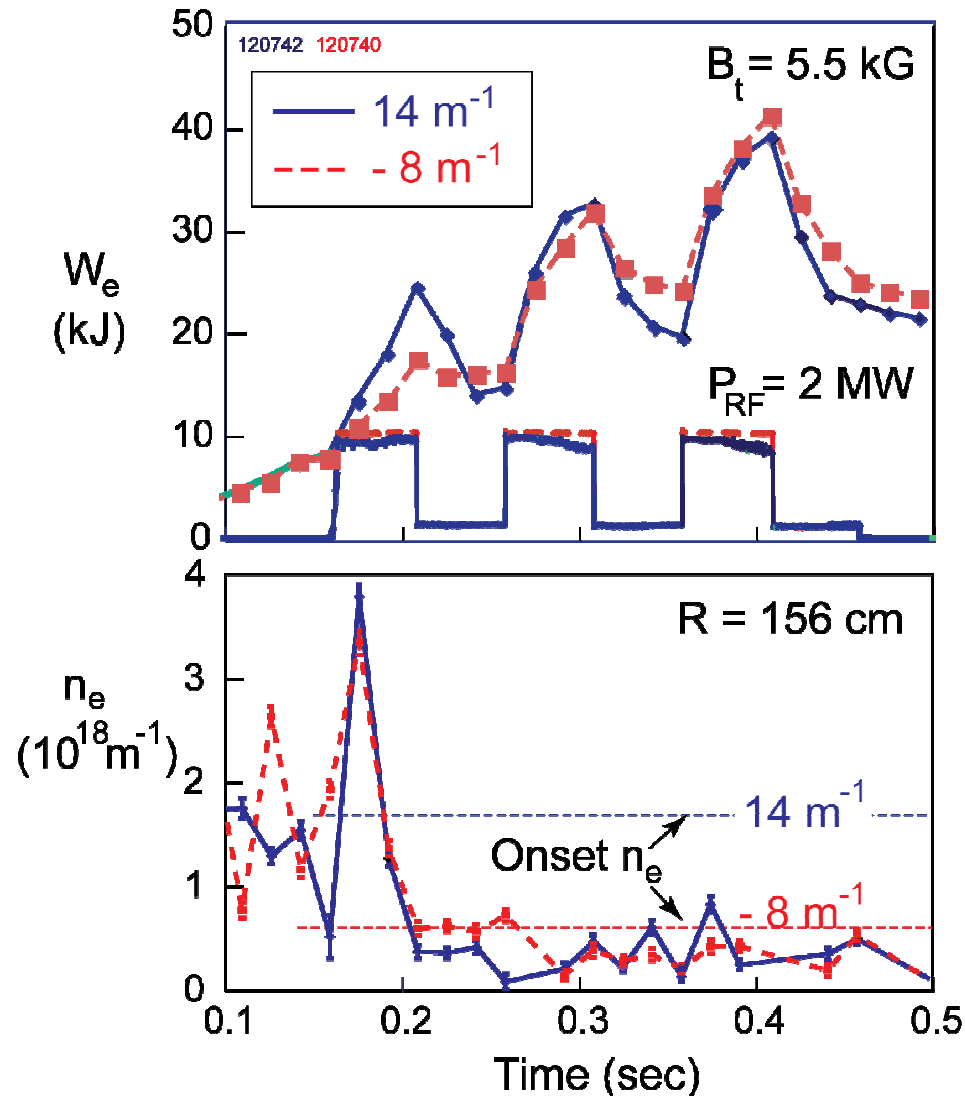 50
120742 120740
B_t = 5.5 kG
14 m^-1
- 8 m^-1
40
30
W_e
(kJ)
20
P_RF = 2 MW
10
0
4
R = 156 cm
3
n_e
(10^18 m^-1)
2
14 m^-1
Onset n_e
1
- 8 m^-1
0
0.1 0.2 0.3 0.4 0.5
Time (sec)